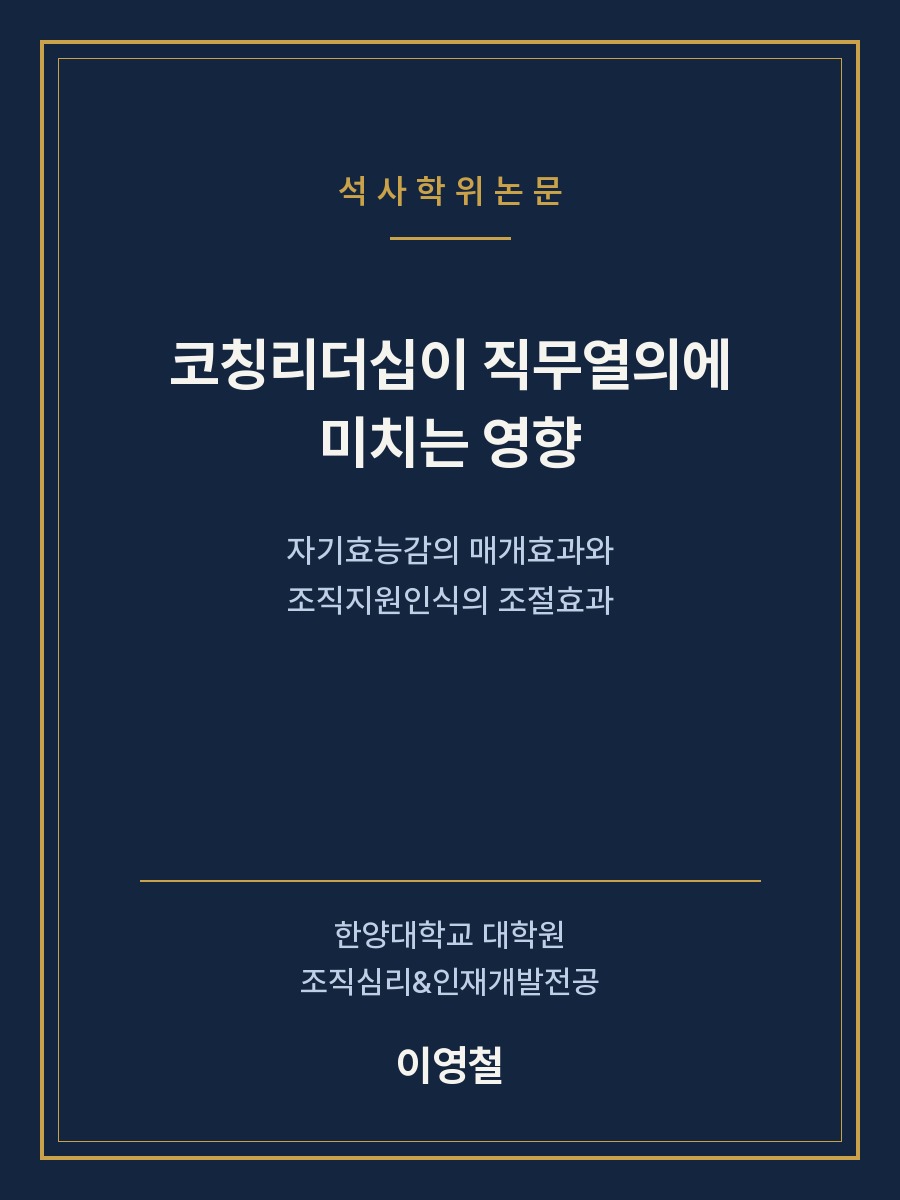 석사학위논문
코칭리더십이 직무열의에
미치는 영향
자기효능감의 매개효과와
조직지원인식의 조절효과
한양대학교 대학원
조직심리&인재개발전공
이영철